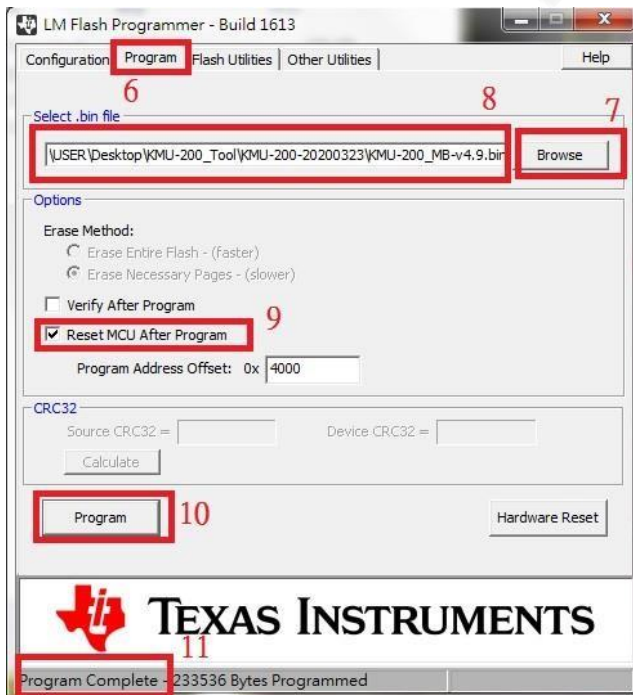 LM Flash Programmer - Build 1613
Configuration Program Flash Utilities Other Utilities Help
6
8
7
Select .bin file
\USER\Desktop\KMU-200_Tool\KMU-200-20200323\KMU-200_MB-v4.9.bin Browse
Options
Erase Method:
Erase Entire Flash - (faster)
Erase Necessary Pages - (slower)
Verify After Program
9
Reset MCU After Program
Program Address Offset: 0x 4000
CRC32
Source CRC32 = Device CRC32 =
Calculate
Program 10 Hardware Reset
TEXAS INSTRUMENTS
11
Program Complete - 233536 Bytes Programmed